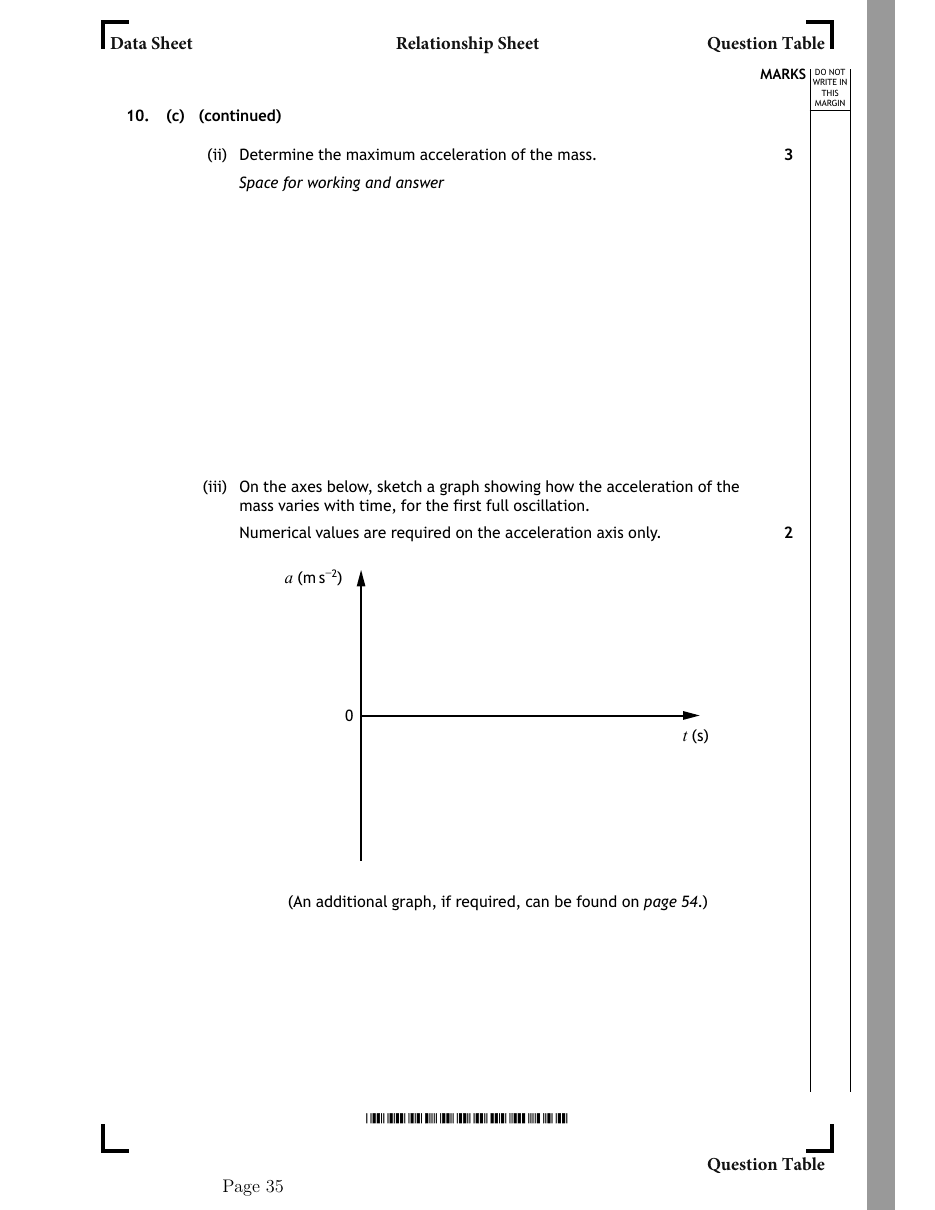 Data Sheet Relationship Sheet Question Table
MARKS
DO NOT
WRITE IN
THIS
MARGIN
10. (c) (continued)
(ii) Determine the maximum acceleration of the mass. 3
Space for working and answer
(iii) On the axes below, sketch a graph showing how the acceleration of the
mass varies with time, for the first full oscillation.
Numerical values are required on the acceleration axis only. 2
a (m s⁻²)
0
t (s)
(An additional graph, if required, can be found on page 54.)
Question Table
Page 35